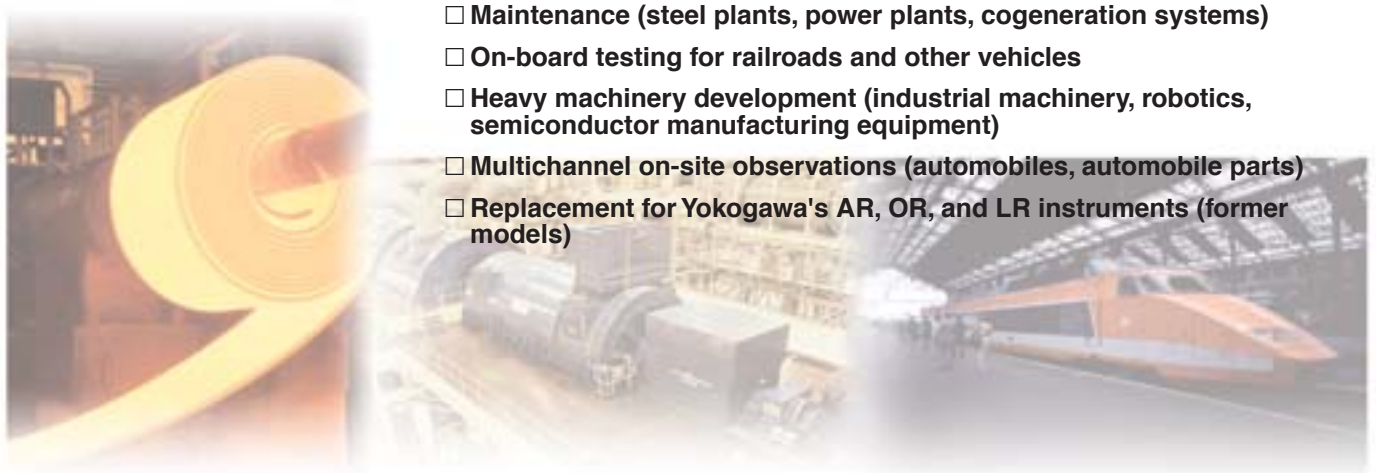 □ Maintenance (steel plants, power plants, cogeneration systems)
□ On-board testing for railroads and other vehicles
□ Heavy machinery development (industrial machinery, robotics,
semiconductor manufacturing equipment)
□ Multichannel on-site observations (automobiles, automobile parts)
□ Replacement for Yokogawa's AR, OR, and LR instruments (former
models)